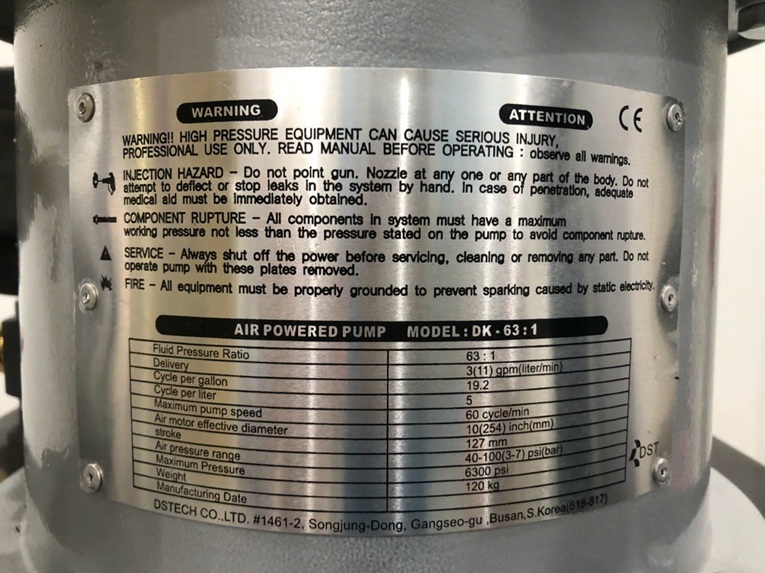 WARNING
ATTENTION CE
WARNING!! HIGH PRESSURE EQUIPMENT CAN CAUSE SERIOUS INJURY,
PROFESSIONAL USE ONLY. READ MANUAL BEFORE OPERATING : observe all warnings.
INJECTION HAZARD – Do not point gun. Nozzle at any one or any part of the body. Do not
attempt to deflect or stop leaks in the system by hand. In case of penetration, adequate
medical aid must be immediately obtained.
COMPONENT RUPTURE – All components in system must have a maximum
working pressure not less than the pressure stated on the pump to avoid component rupture.
SERVICE – Always shut off the power before servicing, cleaning or removing any part. Do not
operate pump with these plates removed.
FIRE – All equipment must be properly grounded to prevent sparking caused by static electricity.
AIR POWERED PUMP MODEL : DK - 63 : 1
Fluid Pressure Ratio 63 : 1
Delivery 3(11) gpm(liter/min)
Cycle per gallon 19.2
Cycle per liter 5
Maximum pump speed 60 cycle/min
Air motor effective diameter 10(254) inch(mm)
stroke 127 mm
Air pressure range 40-100(3-7) psi(bar)
Maximum Pressure 6300 psi
Weight 120 kg
Manufacturing Date
DST
DSTECH CO.,LTD. #1461-2, Songjung-Dong, Gangseo-gu ,Busan,S.Korea(618-817)